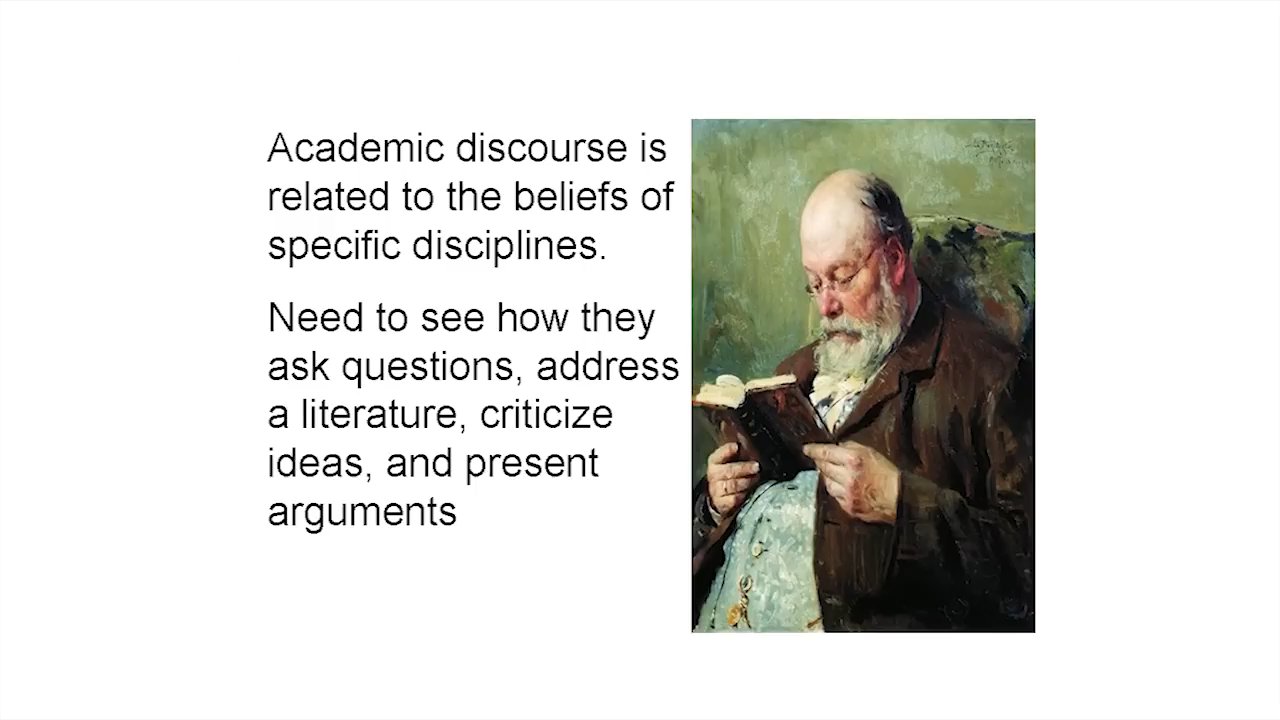 Academic discourse is
related to the beliefs of
specific disciplines.
Need to see how they
ask questions, address
a literature, criticize
ideas, and present
arguments